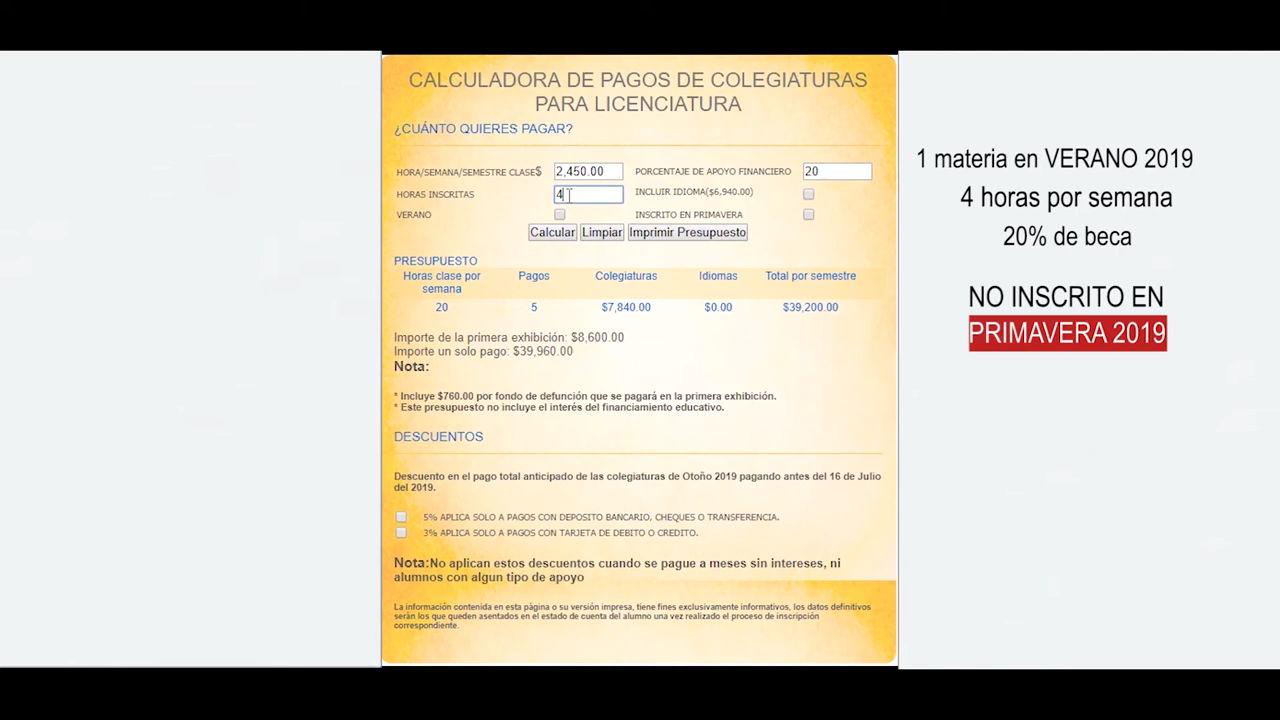 CALCULADORA DE PAGOS DE COLEGIATURAS
PARA LICENCIATURA
¿CUÁNTO QUIERES PAGAR?
HORA/SEMANA/SEMESTRE CLASE$ 2,450.00 PORCENTAJE DE APOYO FINANCIERO 20
HORAS INSCRITAS 4 INCLUIR IDIOMA($6,940.00)
VERANO INSCRITO EN PRIMAVERA
Calcular Limpiar Imprimir Presupuesto
PRESUPUESTO
Horas clase por semana Pagos Colegiaturas Idiomas Total por semestre
20 5 $7,840.00 $0.00 $39,200.00
Importe de la primera exhibición: $8,600.00
Importe un solo pago: $39,960.00
Nota:
* Incluye $760.00 por fondo de defunción que se pagará en la primera exhibición.
* Este presupuesto no incluye el interés del financiamiento educativo.
DESCUENTOS
Descuento en el pago total anticipado de las colegiaturas de Otoño 2019 pagando antes del 16 de Julio
del 2019.
5% APLICA SOLO A PAGOS CON DEPOSITO BANCARIO, CHEQUES O TRANSFERENCIA.
3% APLICA SOLO A PAGOS CON TARJETA DE DEBITO O CREDITO.
Nota:No aplican estos descuentos cuando se pague a meses sin intereses, ni
alumnos con algun tipo de apoyo
La información contenida en esta página o su versión impresa, tiene fines exclusivamente informativos, los datos definitivos
serán los que queden asentados en el estado de cuenta del alumno una vez realizado el proceso de inscripción
correspondiente.
1 materia en VERANO 2019
4 horas por semana
20% de beca
NO INSCRITO EN
PRIMAVERA 2019